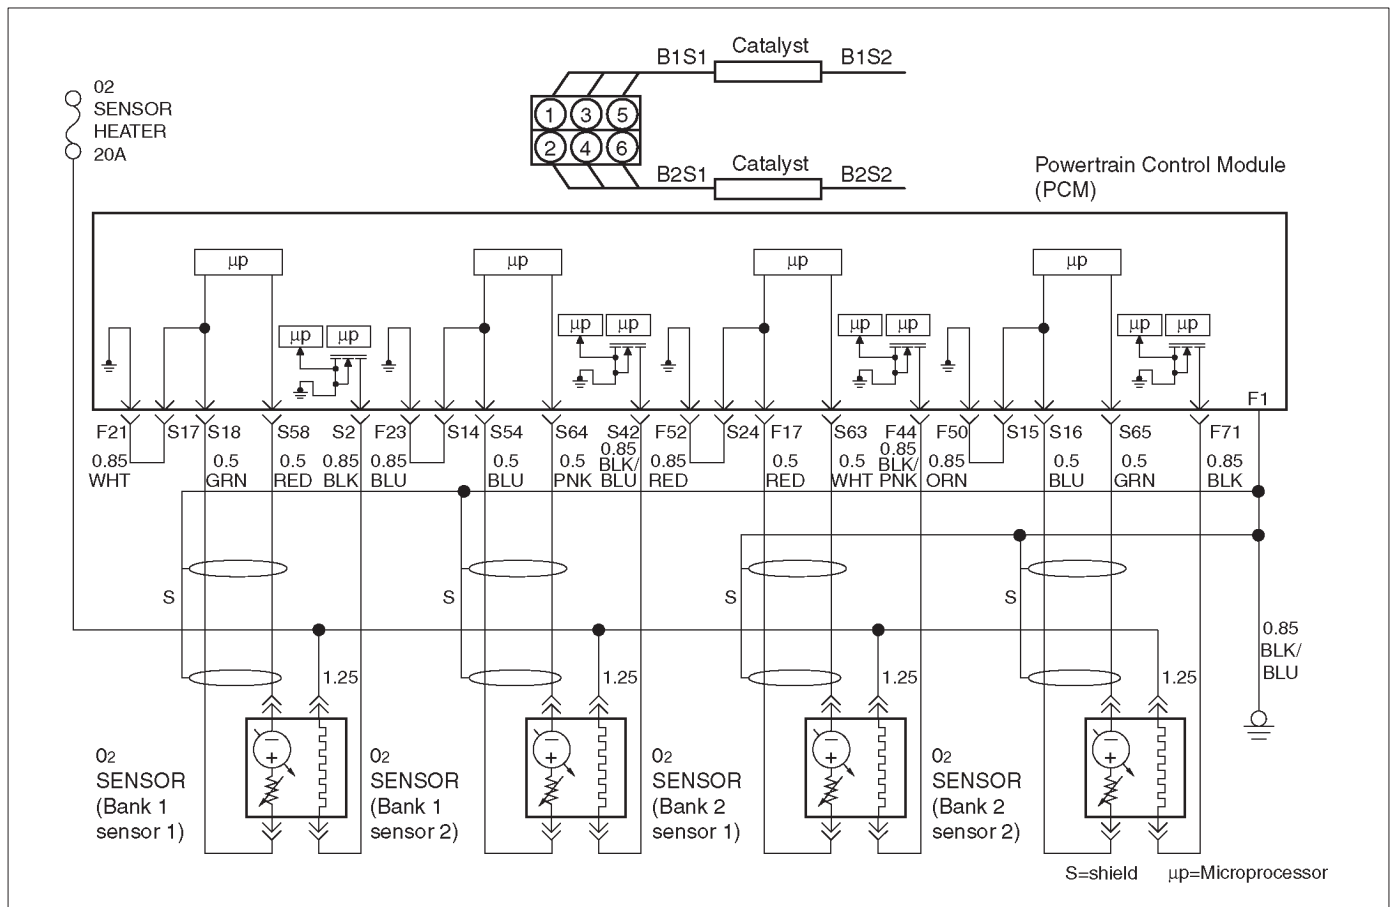 B1S1 Catalyst B1S2
02
SENSOR
HEATER
20A
1 3 5
2 4 6
B2S1 Catalyst B2S2
Powertrain Control Module
(PCM)
μp μp μp μp
μp μp μp μp μp μp μp μp
F1
F21 S17 S18 S58 S2 F23 S14 S54 S64 S42 F52 S24 F17 S63 F44 F50 S15 S16 S65 F71
0.85 0.5 0.5 0.85 0.85 0.5 0.5 0.85 0.85 0.5 0.5 0.85 0.85 0.5 0.5 0.85
WHT GRN RED BLK BLU BLU PNK BLK/ BLU RED RED WHT BLK/ PNK ORN BLU GRN BLK
S S S S
0.85
BLK/
BLU
1.25 1.25 1.25 1.25
− − − −
+ + + +
02
SENSOR
(Bank 1
sensor 1)
02
SENSOR
(Bank 1
sensor 2)
02
SENSOR
(Bank 2
sensor 1)
02
SENSOR
(Bank 2
sensor 2)
S=shield μp=Microprocessor